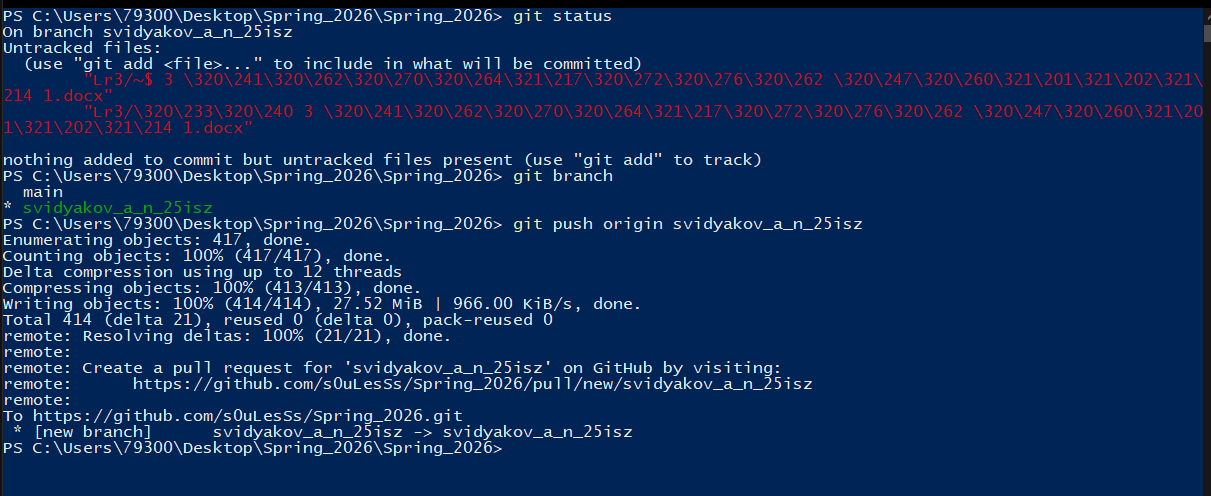 PS C:\Users\79300\Desktop\Spring_2026\Spring_2026> git status
On branch svidyakov_a_n_25isz
Untracked files:
  (use "git add <file>..." to include in what will be committed)
        "Lr3/~$ 3 \320\241\320\262\320\270\320\264\321\217\320\272\320\276\320\262 \320\247\320\260\321\201\321\202\321\
214 1.docx"
        "Lr3/\320\233\320\240 3 \320\241\320\262\320\270\320\264\321\217\320\272\320\276\320\262 \320\247\320\260\321\20
1\321\202\321\214 1.docx"

nothing added to commit but untracked files present (use "git add" to track)
PS C:\Users\79300\Desktop\Spring_2026\Spring_2026> git branch
  main
* svidyakov_a_n_25isz
PS C:\Users\79300\Desktop\Spring_2026\Spring_2026> git push origin svidyakov_a_n_25isz
Enumerating objects: 417, done.
Counting objects: 100% (417/417), done.
Delta compression using up to 12 threads
Compressing objects: 100% (413/413), done.
Writing objects: 100% (414/414), 27.52 MiB | 966.00 KiB/s, done.
Total 414 (delta 21), reused 0 (delta 0), pack-reused 0
remote: Resolving deltas: 100% (21/21), done.
remote:
remote: Create a pull request for 'svidyakov_a_n_25isz' on GitHub by visiting:
remote:      https://github.com/s0uLesSs/Spring_2026/pull/new/svidyakov_a_n_25isz
remote:
To https://github.com/s0uLesSs/Spring_2026.git
 * [new branch]      svidyakov_a_n_25isz -> svidyakov_a_n_25isz
PS C:\Users\79300\Desktop\Spring_2026\Spring_2026>